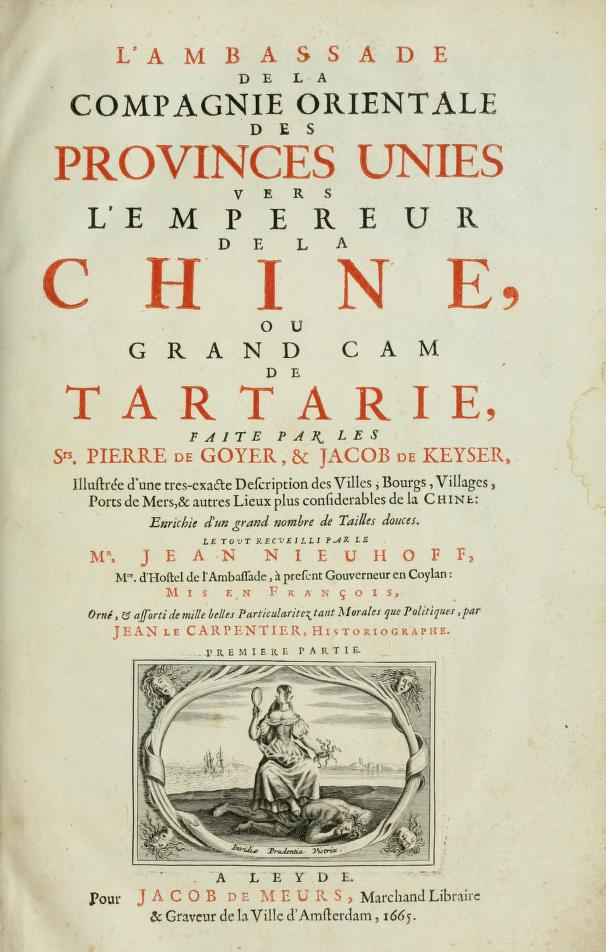 L'AMBASSADE
DE LA
COMPAGNIE ORIENTALE
DES
PROVINCES UNIES
VERS
L'EMPEREUR
DE LA
CHINE,
OU
GRAND CAM
DE
TARTARIE,
FAITE PAR LES
Srs. PIERRE DE GOYER, & JACOB DE KEYSER,
Illuſtrée d'une tres-exacte Deſcription des Villes, Bourgs, Villages,
Ports de Mers, & autres Lieux plus conſiderables de la CHINE:
Enrichie d'un grand nombre de Tailles douces.
LE TOUT RECUEILLI PAR LE
Mr. JEAN NIEUHOFF,
Mre. d'Hoſtel de l'Ambaſſade, à preſent Gouverneur en Coylan:
MIS EN FRANÇOIS,
Orné, & aſſorti de mille belles Particularitez tant Morales que Politiques, par
JEAN LE CARPENTIER, HISTORIOGRAPHE.
PREMIERE PARTIE.
Invidiæ Prudentia Victrix.
A LEYDE.
Pour JACOB DE MEURS, Marchand Libraire
& Graveur de la Ville d'Amſterdam, 1665.